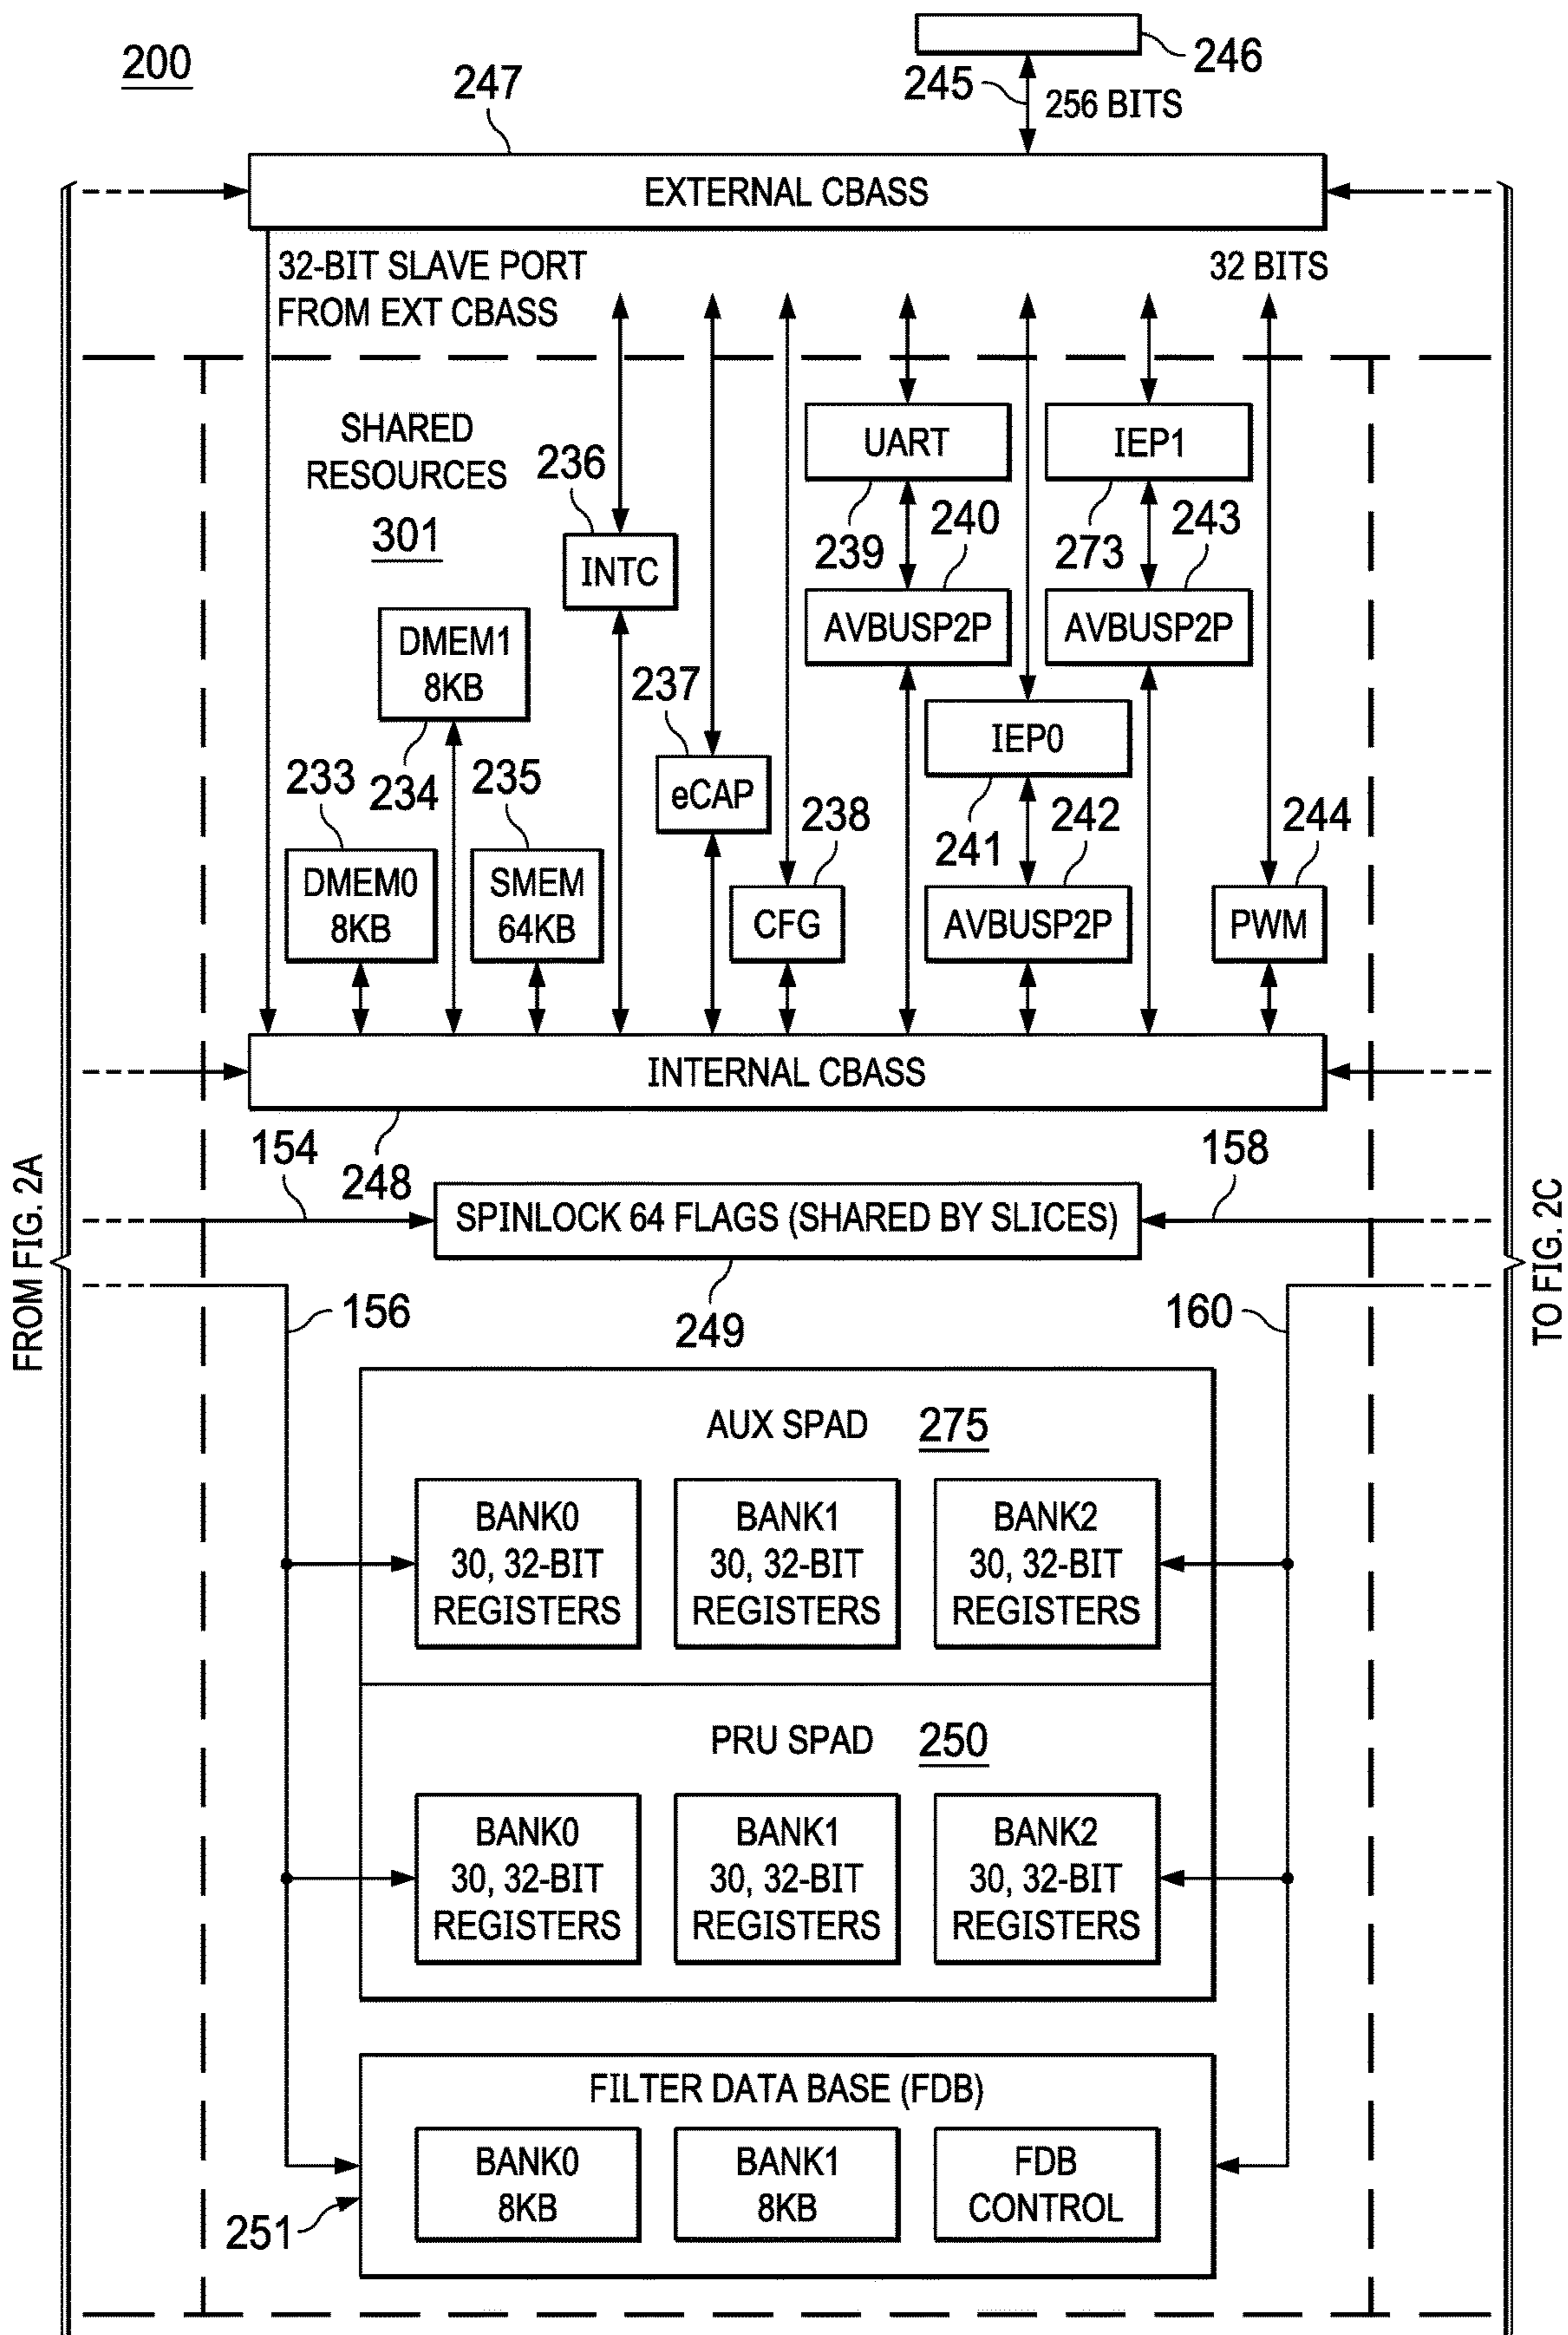 200
246
245
256 BITS
247
EXTERNAL CBASS
32-BIT SLAVE PORT
FROM EXT CBASS
32 BITS
SHARED
RESOURCES
301
236
INTC
UART
239
240
AVBUSP2P
IEP1
273
243
AVBUSP2P
DMEM1
8KB
234
237
eCAP
IEP0
241
242
AVBUSP2P
233
DMEM0
8KB
235
SMEM
64KB
238
CFG
244
PWM
INTERNAL CBASS
248
154
158
SPINLOCK 64 FLAGS (SHARED BY SLICES)
249
FROM FIG. 2A
TO FIG. 2C
156
160
AUX SPAD 275
BANK0
30, 32-BIT
REGISTERS
BANK1
30, 32-BIT
REGISTERS
BANK2
30, 32-BIT
REGISTERS
PRU SPAD 250
BANK0
30, 32-BIT
REGISTERS
BANK1
30, 32-BIT
REGISTERS
BANK2
30, 32-BIT
REGISTERS
FILTER DATA BASE (FDB)
BANK0
8KB
BANK1
8KB
FDB
CONTROL
251